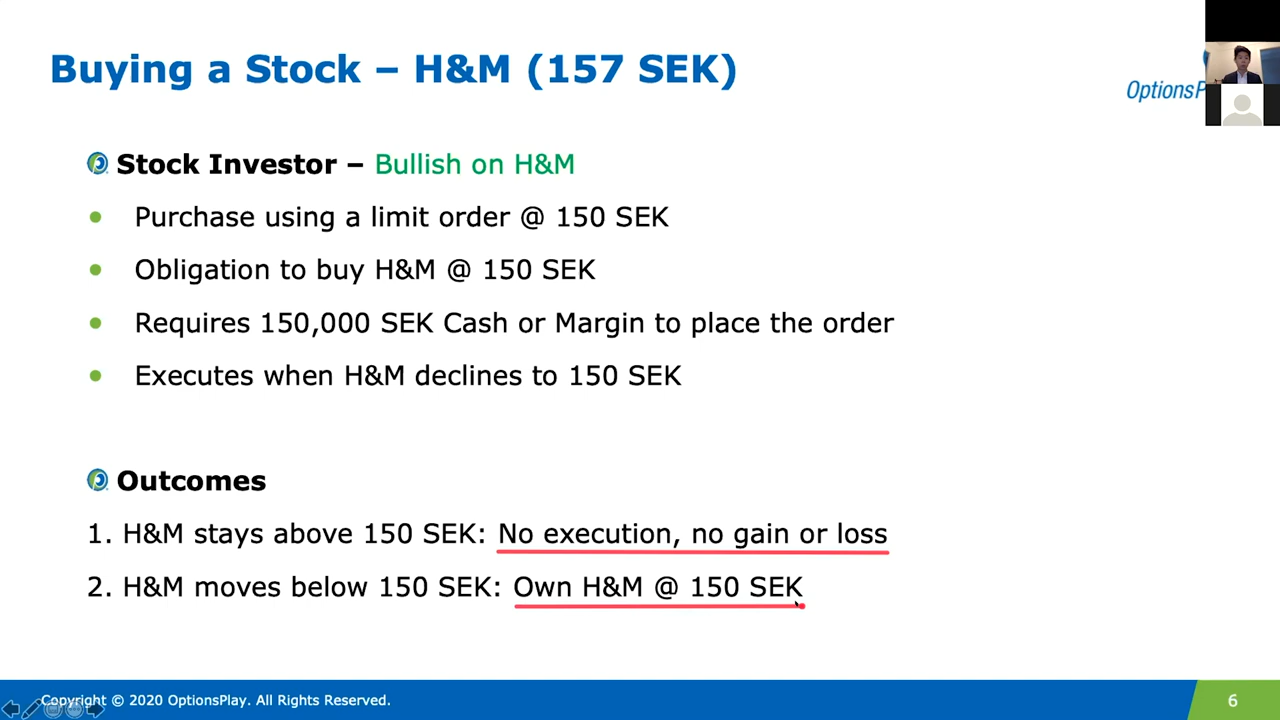 Buying a Stock – H&M (157 SEK)
OptionsP
Stock Investor – Bullish on H&M
• Purchase using a limit order @ 150 SEK
• Obligation to buy H&M @ 150 SEK
• Requires 150,000 SEK Cash or Margin to place the order
• Executes when H&M declines to 150 SEK
Outcomes
1. H&M stays above 150 SEK: No execution, no gain or loss
2. H&M moves below 150 SEK: Own H&M @ 150 SEK
Copyright © 2020 OptionsPlay. All Rights Reserved.
6